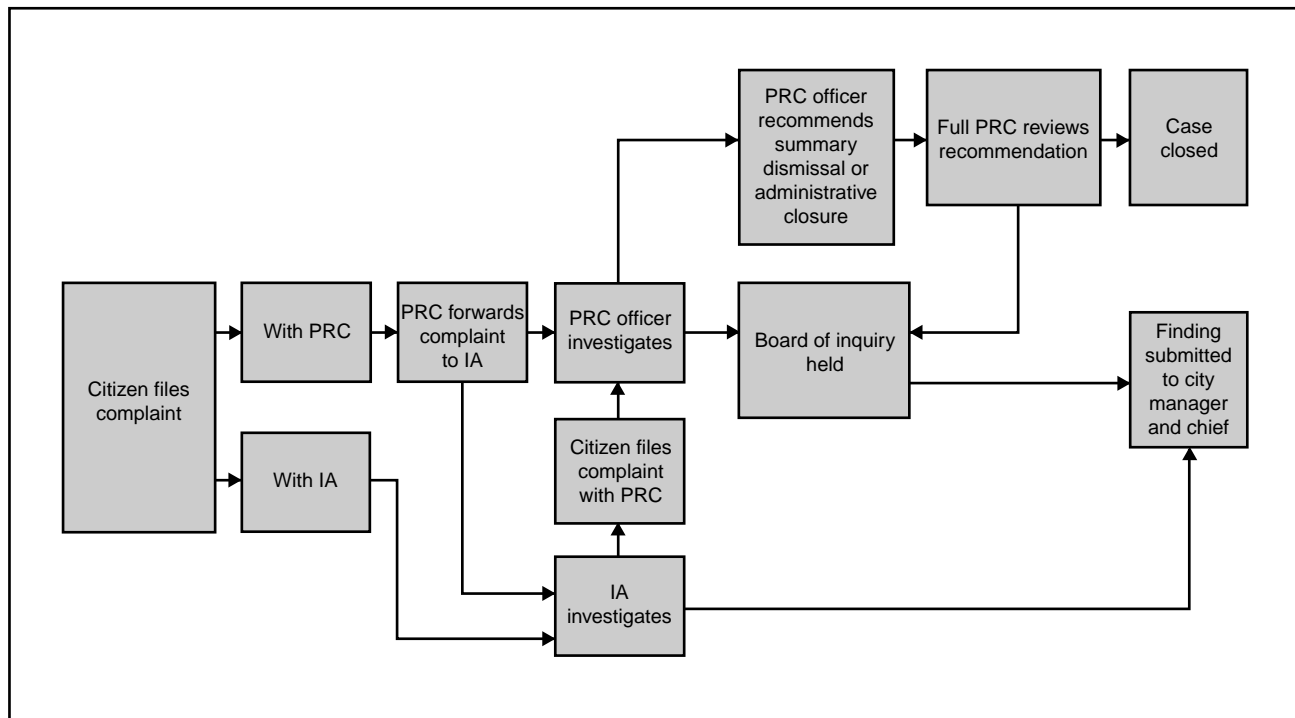 Citizen files
complaint
With PRC
With IA
PRC forwards
complaint
to IA
PRC officer
investigates
Citizen files
complaint
with PRC
IA
investigates
PRC officer
recommends
summary
dismissal or
administrative
closure
Full PRC reviews
recommendation
Case
closed
Board of inquiry
held
Finding
submitted
to city
manager
and chief